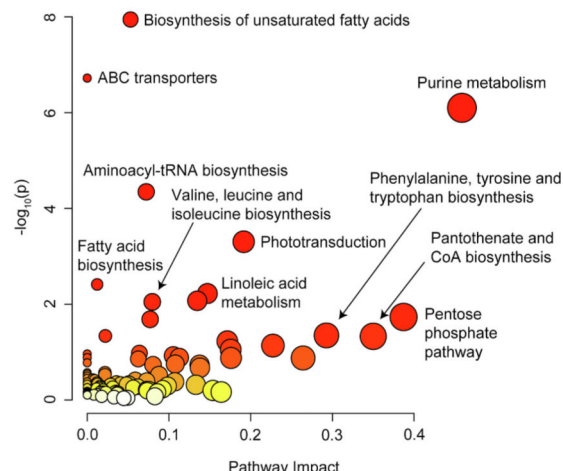 8
Biosynthesis of unsaturated fatty acids
ABC transporters
Purine metabolism
6
Aminoacyl-tRNA biosynthesis
Phenylalanine, tyrosine and
tryptophan biosynthesis
Valine, leucine and
isoleucine biosynthesis
-log10(p)
4
Phototransduction
Pantothenate and
CoA biosynthesis
Fatty acid
biosynthesis
Linoleic acid
metabolism
2
Pentose
phosphate
pathway
0
0.0
0.1
0.2
0.3
0.4
Pathway Impact